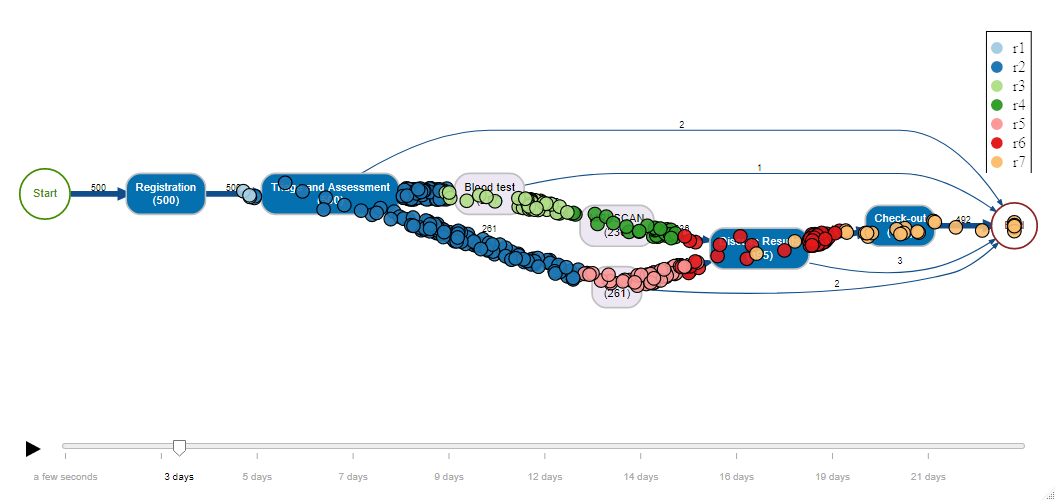 r1
r2
r3
r4
r5
r6
r7
2
1
Start
500
Registration
(500)
and Assessment
Blood test
SCAN
261
(261)
Check-out
492
3
2
a few seconds
3 days
5 days
7 days
9 days
12 days
14 days
16 days
19 days
21 days